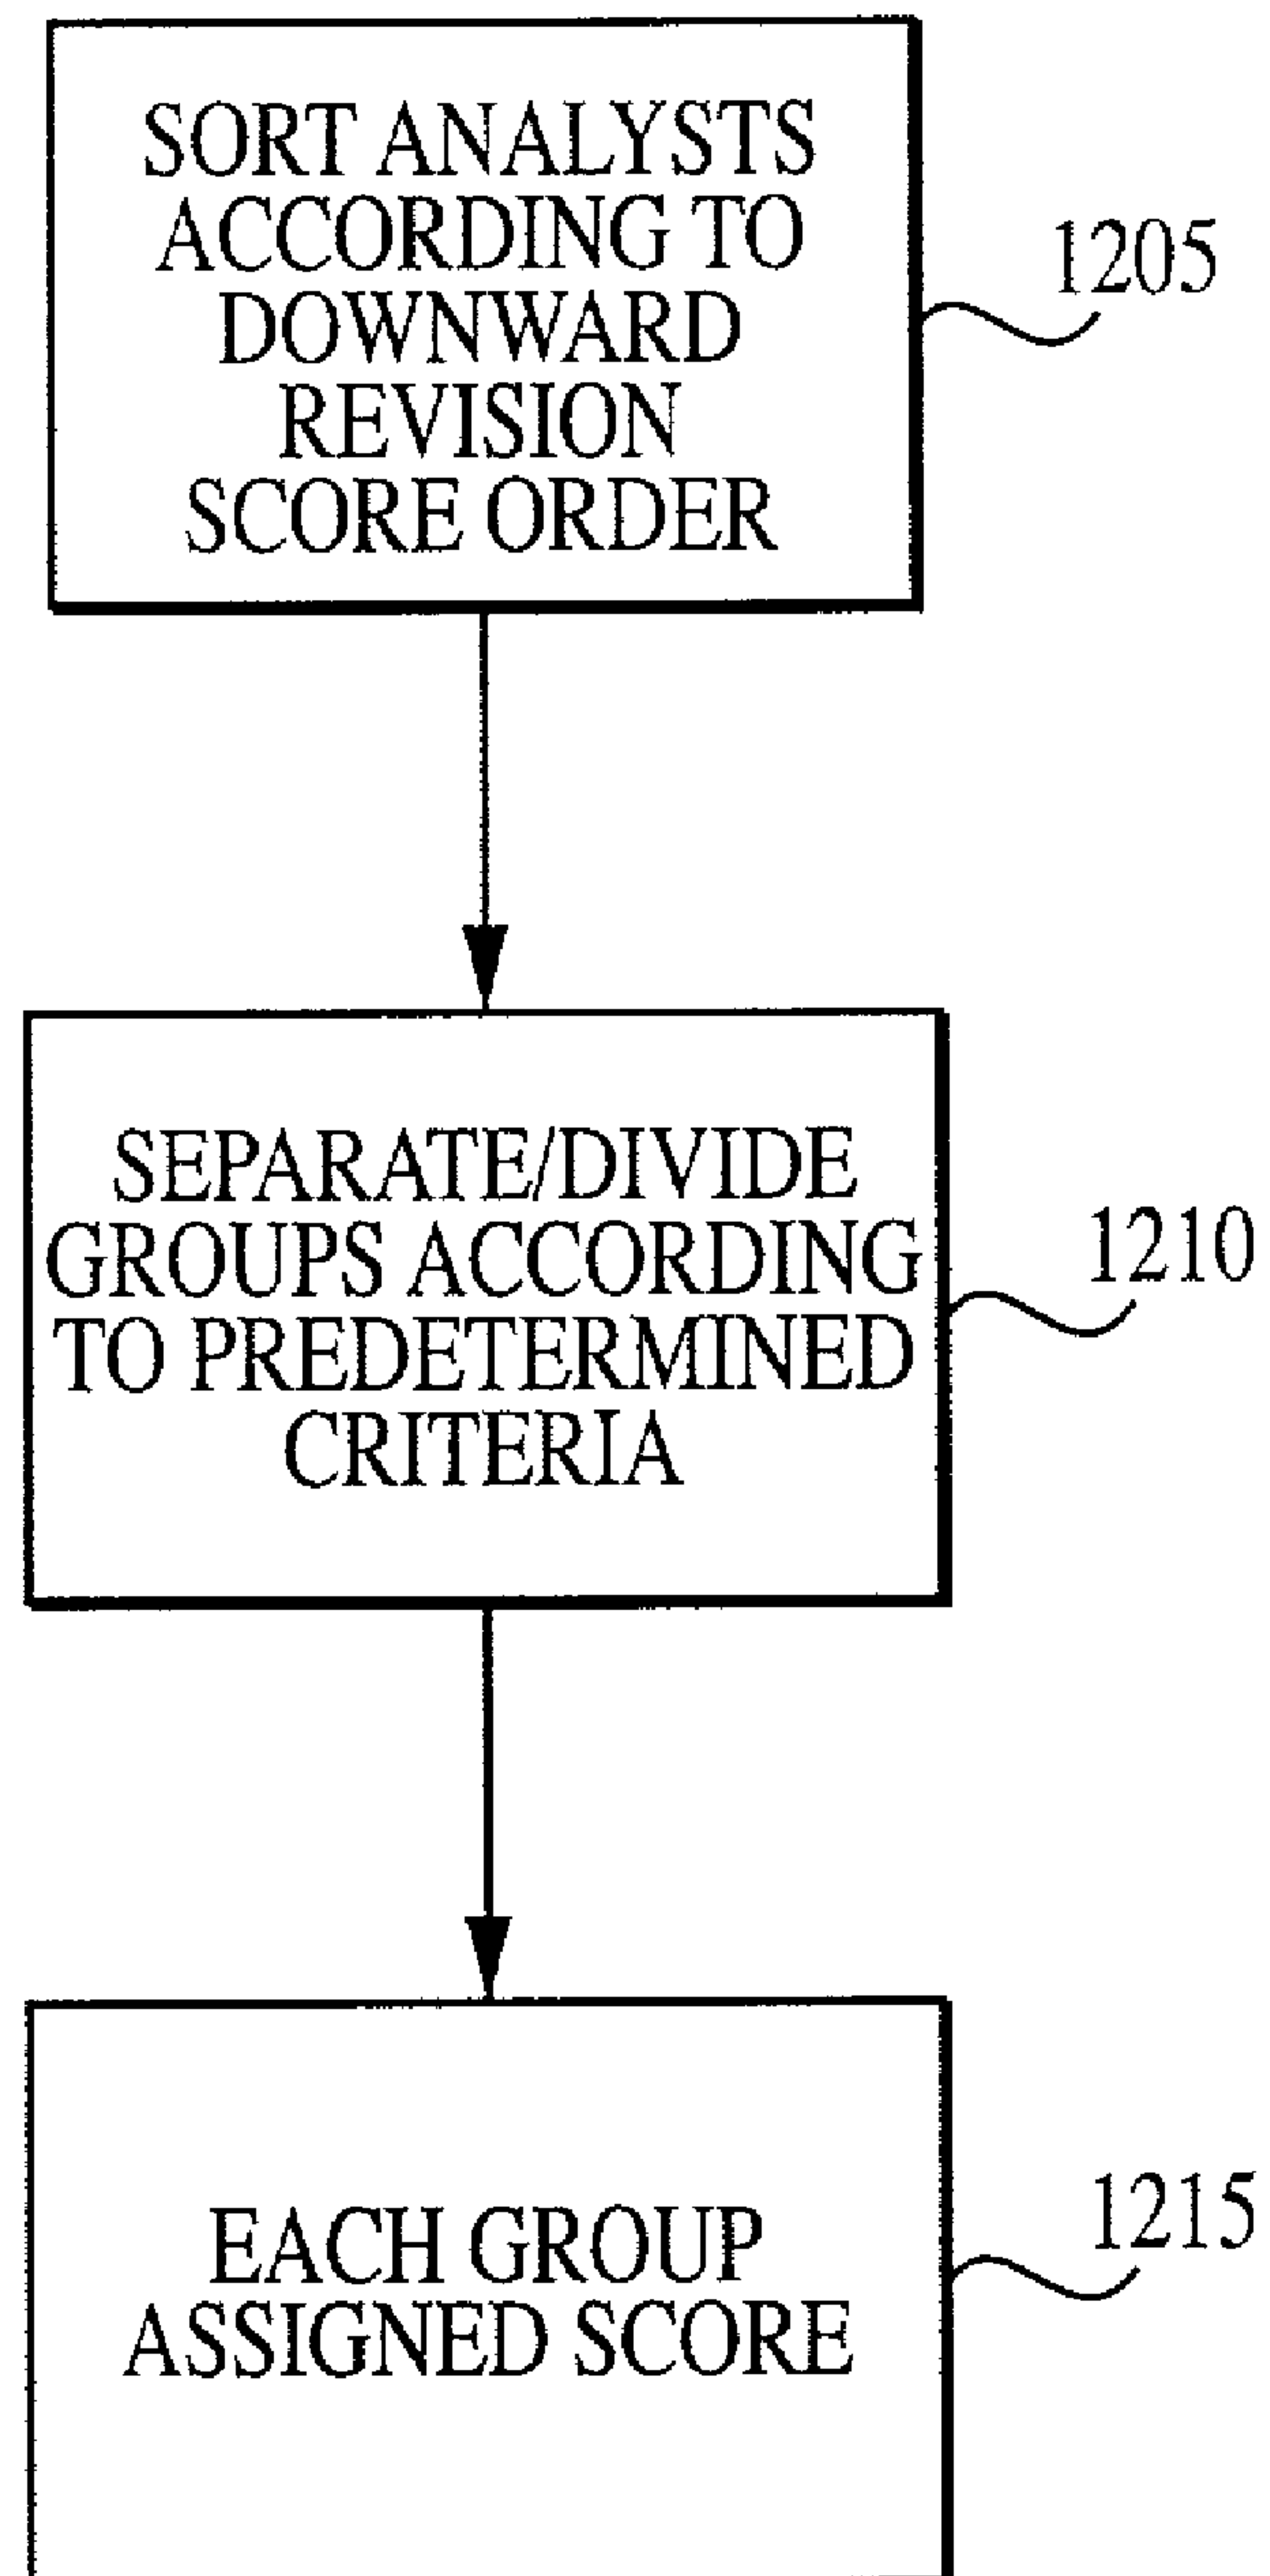 SORT ANALYSTS
ACCORDING TO
DOWNWARD
REVISION
SCORE ORDER
1205
SEPARATE/DIVIDE
GROUPS ACCORDING
TO PREDETERMINED
CRITERIA
1210
EACH GROUP
ASSIGNED SCORE
1215